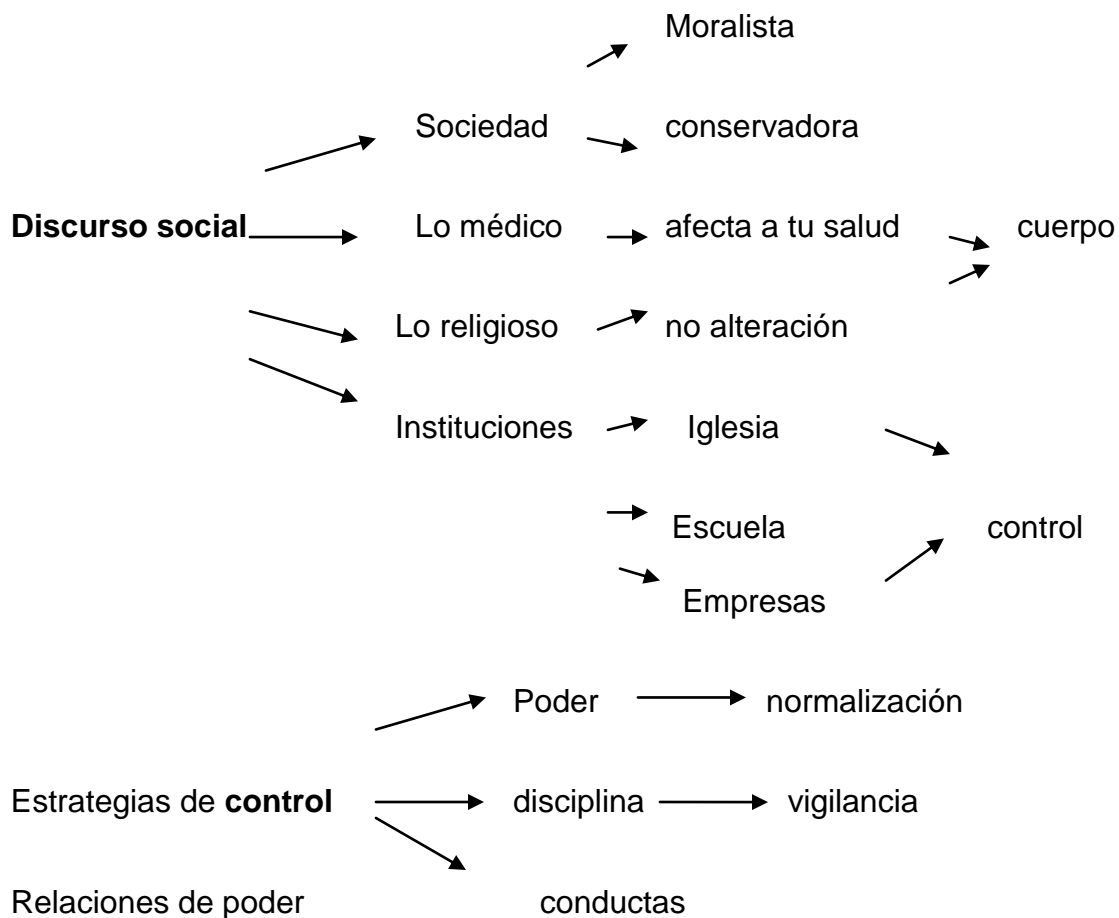 Moralista
Sociedad conservadora
Discurso social Lo médico afecta a tu salud cuerpo
Lo religioso no alteración
Instituciones Iglesia
Escuela control
Empresas
Poder normalización
Estrategias de control disciplina vigilancia
Relaciones de poder conductas